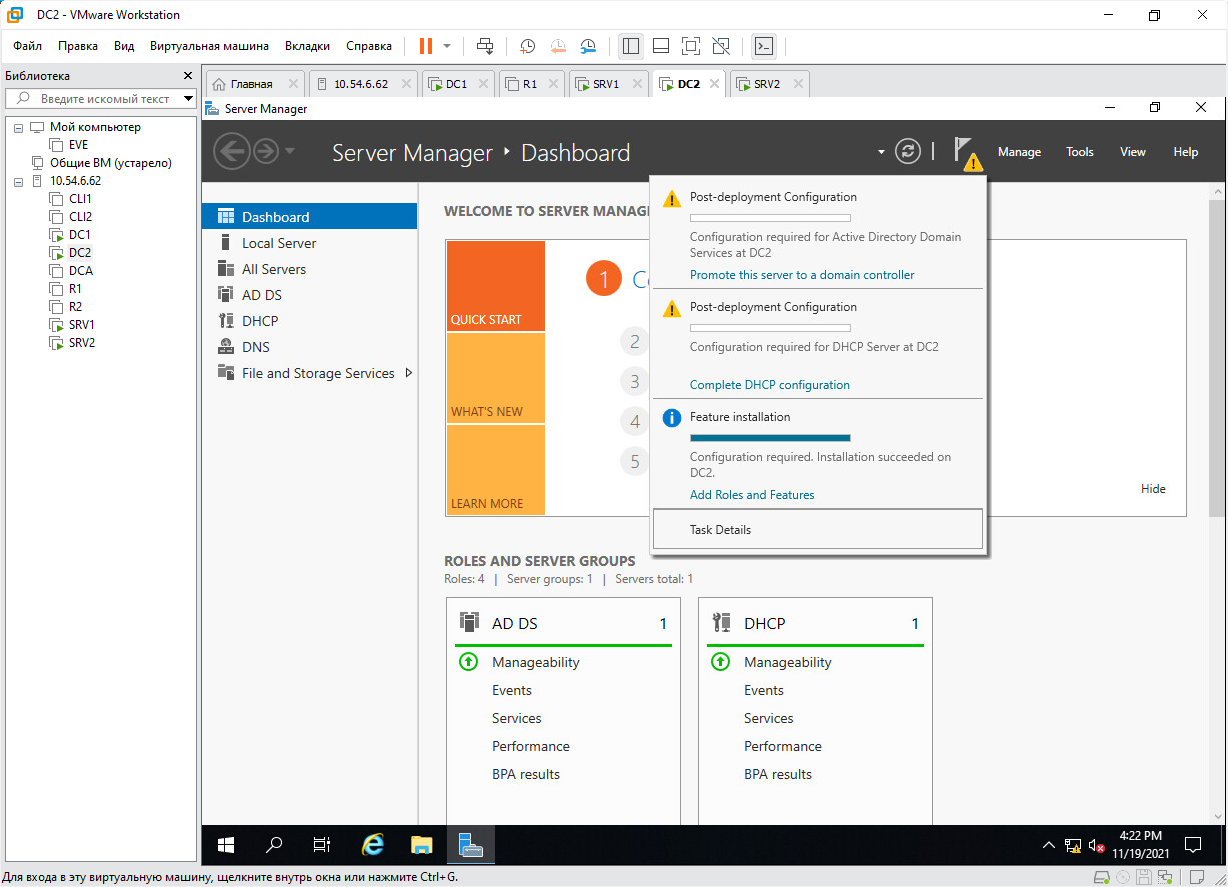 DC2 - VMware Workstation
Файл Правка Вид Виртуальная машина Вкладки Справка
Библиотека
Введите искомый текст
Мой компьютер
EVE
Общие ВМ (устарело)
10.54.6.62
CLI1
CLI2
DC1
DC2
DCA
R1
R2
SRV1
SRV2
Главная 10.54.6.62 DC1 R1 SRV1 DC2 SRV2
Server Manager
Server Manager Dashboard
Manage Tools View Help
Dashboard
Local Server
All Servers
AD DS
DHCP
DNS
File and Storage Services
WELCOME TO SERVER MANAG
QUICK START
WHAT'S NEW
LEARN MORE
1 Co
2
3
4
5
Hide
Post-deployment Configuration
Configuration required for Active Directory Domain
Services at DC2
Promote this server to a domain controller
Post-deployment Configuration
Configuration required for DHCP Server at DC2
Complete DHCP configuration
Feature installation
Configuration required. Installation succeeded on
DC2.
Add Roles and Features
Task Details
ROLES AND SERVER GROUPS
Roles: 4 | Server groups: 1 | Servers total: 1
AD DS 1
Manageability
Events
Services
Performance
BPA results
DHCP 1
Manageability
Events
Services
Performance
BPA results
4:22 PM
11/19/2021
Для входа в эту виртуальную машину, щелкните внутрь окна или нажмите Ctrl+G.